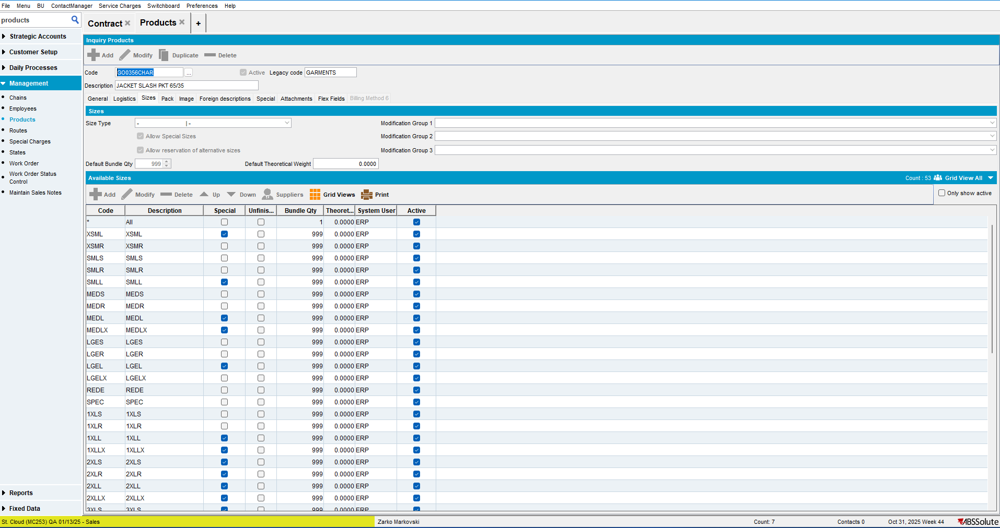 File Menu BU ContactManager Service Charges Switchboard Preferences Help
products
Contract Products +
Strategic Accounts
Customer Setup
Daily Processes
Management
Chains
Employees
Products
Routes
Special Charges
States
Work Order
Work Order Status
Control
Maintain Sales Notes
Reports
Fixed Data
Inquiry Products
Add Modify Duplicate Delete
Code GO0356CHAR ... Active Legacy code GARMENTS
Description JACKET SLASH PKT 65/35
General Logistics Sizes Pack Image Foreign descriptions Special Attachments Flex Fields Billing Method 6
Sizes
Size Type - | - Modification Group 1
Allow Special Sizes Modification Group 2
Allow reservation of alternative sizes Modification Group 3
Default Bundle Qty 999 Default Theoretical Weight 0.0000
Available Sizes Count : 53 Grid View All
Add Modify Delete Up Down Suppliers Grid Views Print Only show active
Code Description Special Unfinis... Bundle Qty Theoret... System User Active
* All 1 0.0000 ERP
XSML XSML 999 0.0000 ERP
XSMR XSMR 999 0.0000 ERP
SMLS SMLS 999 0.0000 ERP
SMLR SMLR 999 0.0000 ERP
SMLL SMLL 999 0.0000 ERP
MEDS MEDS 999 0.0000 ERP
MEDR MEDR 999 0.0000 ERP
MEDL MEDL 999 0.0000 ERP
MEDLX MEDLX 999 0.0000 ERP
LGES LGES 999 0.0000 ERP
LGER LGER 999 0.0000 ERP
LGEL LGEL 999 0.0000 ERP
LGELX LGELX 999 0.0000 ERP
REDE REDE 999 0.0000 ERP
SPEC SPEC 999 0.0000 ERP
1XLS 1XLS 999 0.0000 ERP
1XLR 1XLR 999 0.0000 ERP
1XLL 1XLL 999 0.0000 ERP
1XLLX 1XLLX 999 0.0000 ERP
2XLS 2XLS 999 0.0000 ERP
2XLR 2XLR 999 0.0000 ERP
2XLL 2XLL 999 0.0000 ERP
2XLLX 2XLLX 999 0.0000 ERP
3XLS 3XLS 999 0.0000 ERP
St. Cloud (MC253) QA 01/13/25 - Sales Zarko Markovski Count: 7 Contacts 0 Oct 31, 2025 Week 44 ABSSolute